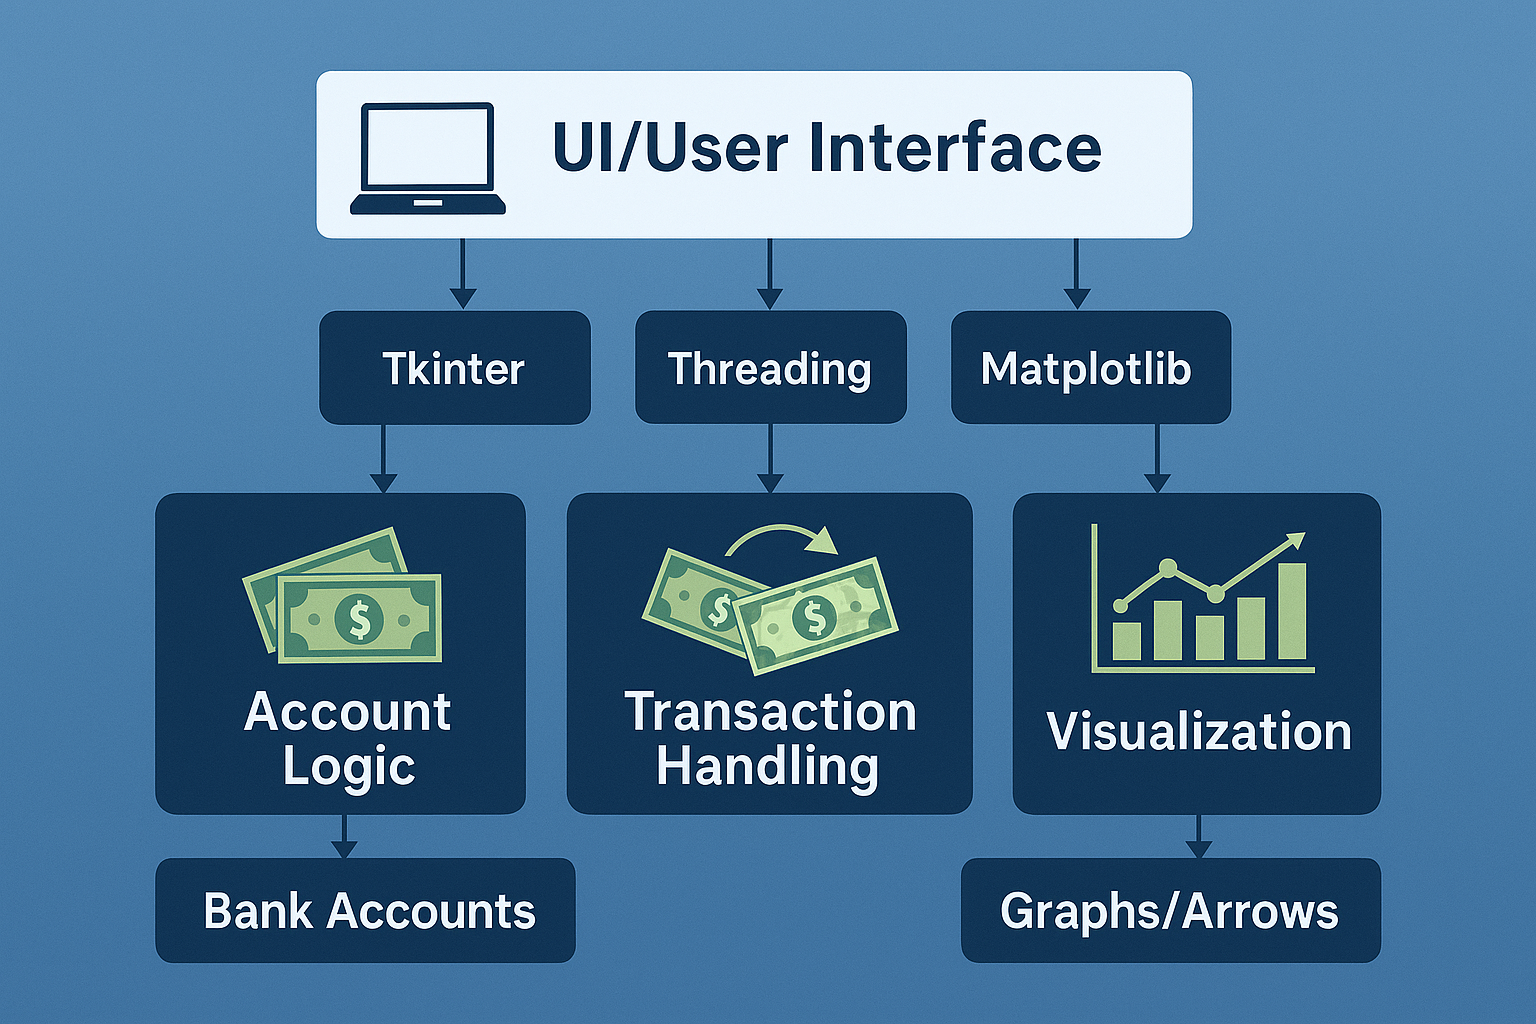 UI/User Interface
Tkinter
Threading
Matplotlib
$
$
$
Account
Logic
Transaction
Handling
Visualization
Bank Accounts
Graphs/Arrows